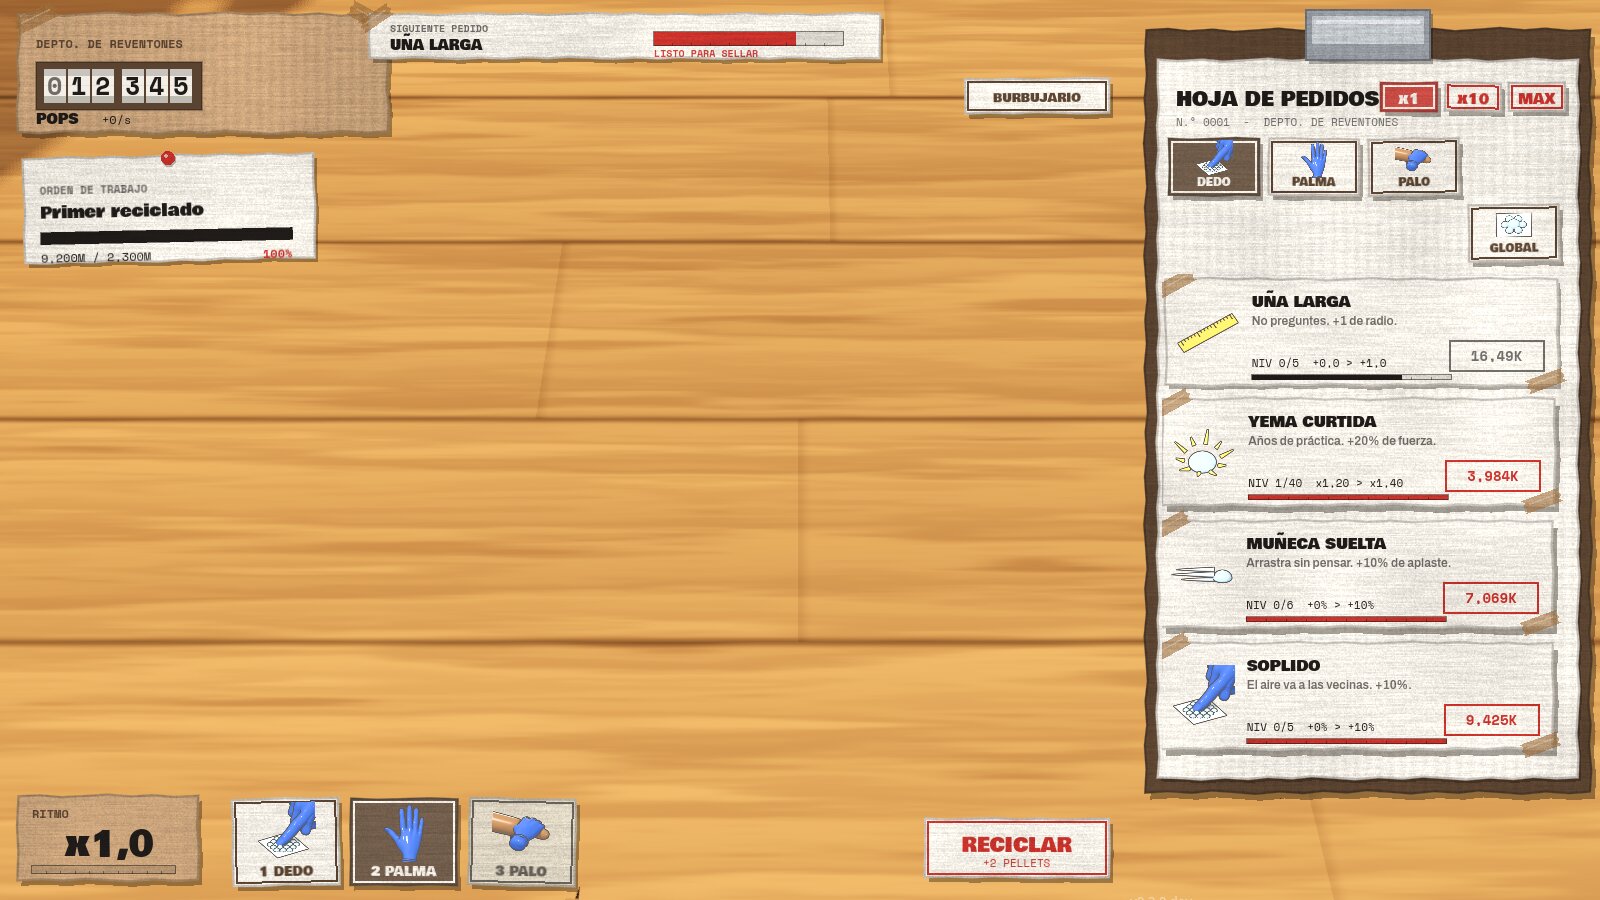 DEPTO. DE REVENTONES
012345
POPS +0/s
SIGUIENTE PEDIDO
UÑA LARGA
LISTO PARA SELLAR
BURBUJARIO
ORDEN DE TRABAJO
Primer reciclado
9,200M / 2,300M 100%
HOJA DE PEDIDOS x1 x10 MAX
N.° 0001 - DEPTO. DE REVENTONES
DEDO PALMA PALO
GLOBAL
UÑA LARGA
No preguntes. +1 de radio.
NIV 0/5 +0,0 > +1,0 16,49K
YEMA CURTIDA
Años de práctica. +20% de fuerza.
NIV 1/40 x1,20 > x1,40 3,984K
MUÑECA SUELTA
Arrastra sin pensar. +10% de aplaste.
NIV 0/6 +0% > +10% 7,069K
SOPLIDO
El aire va a las vecinas. +10%.
NIV 0/5 +0% > +10% 9,425K
RITMO
x1,0
1 DEDO 2 PALMA 3 PALO
RECICLAR
+2 PELLETS